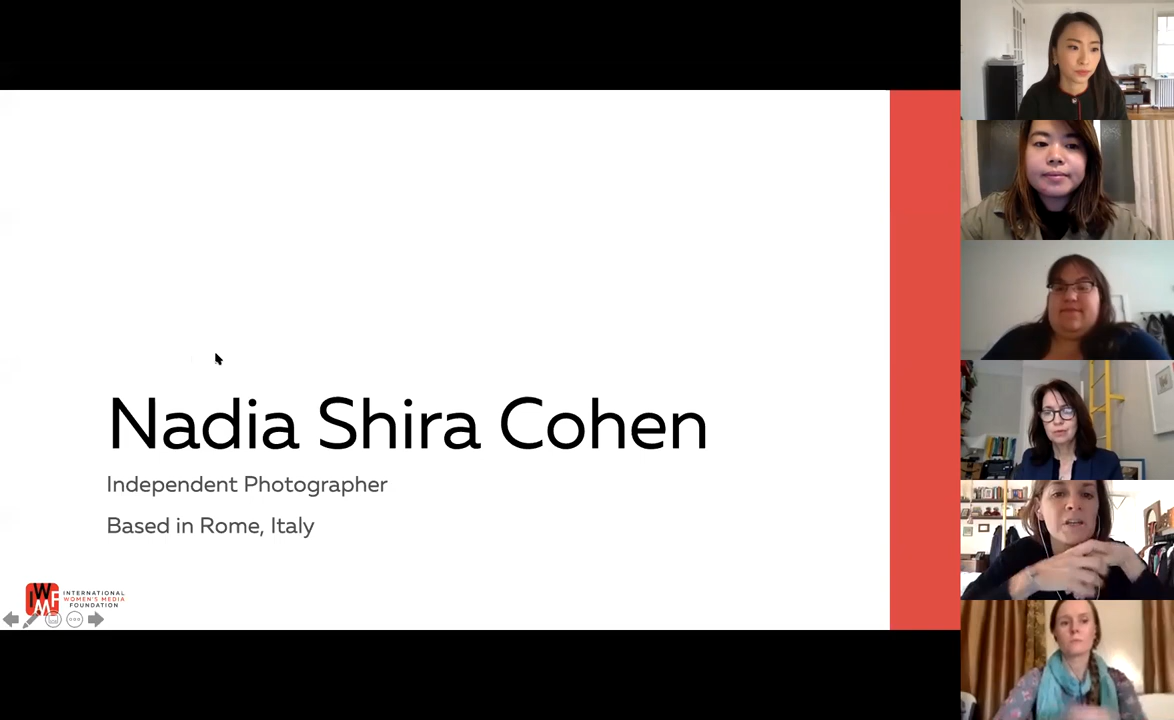 Nadia Shira Cohen
Independent Photographer
Based in Rome, Italy
IWMF
INTERNATIONAL
WOMEN'S MEDIA
FOUNDATION